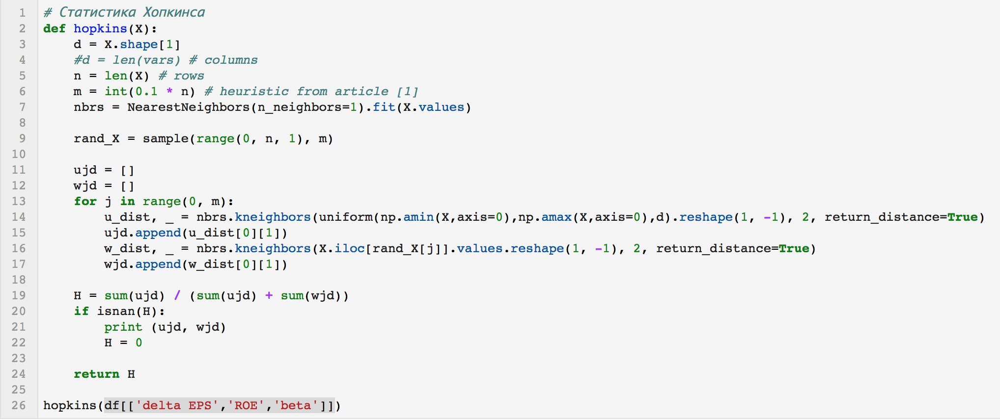 1 # Статистика Хопкинса
2 def hopkins(X):
3     d = X.shape[1]
4     #d = len(vars) # columns
5     n = len(X) # rows
6     m = int(0.1 * n) # heuristic from article [1]
7     nbrs = NearestNeighbors(n_neighbors=1).fit(X.values)
8
9     rand_X = sample(range(0, n, 1), m)
10
11     ujd = []
12     wjd = []
13     for j in range(0, m):
14         u_dist, _ = nbrs.kneighbors(uniform(np.amin(X,axis=0),np.amax(X,axis=0),d).reshape(1, -1), 2, return_distance=True)
15         ujd.append(u_dist[0][1])
16         w_dist, _ = nbrs.kneighbors(X.iloc[rand_X[j]].values.reshape(1, -1), 2, return_distance=True)
17         wjd.append(w_dist[0][1])
18
19     H = sum(ujd) / (sum(ujd) + sum(wjd))
20     if isnan(H):
21         print (ujd, wjd)
22         H = 0
23
24     return H
25
26 hopkins(df[['delta EPS','ROE','beta']])